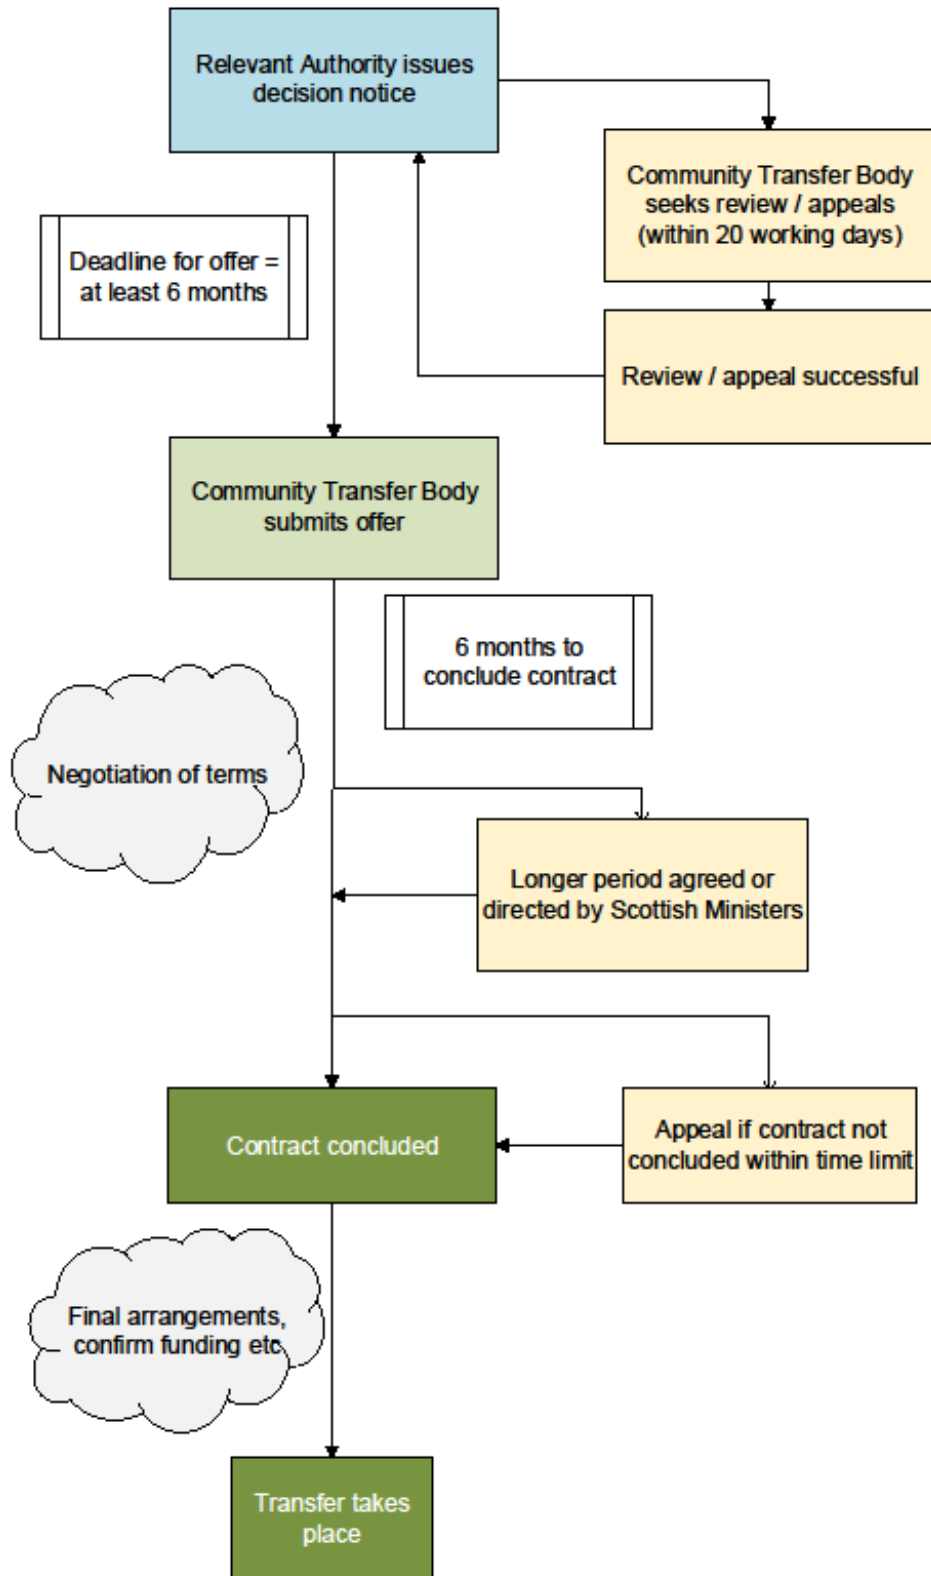 Relevant Authority issues
decision notice
Community Transfer Body
seeks review / appeals
(within 20 working days)
Deadline for offer =
at least 6 months
Review / appeal successful
Community Transfer Body
submits offer
6 months to
conclude contract
Negotiation of terms
Longer period agreed or
directed by Scottish Ministers
Contract concluded
Appeal if contract not
concluded within time limit
Final arrangements,
confirm funding etc
Transfer takes
place